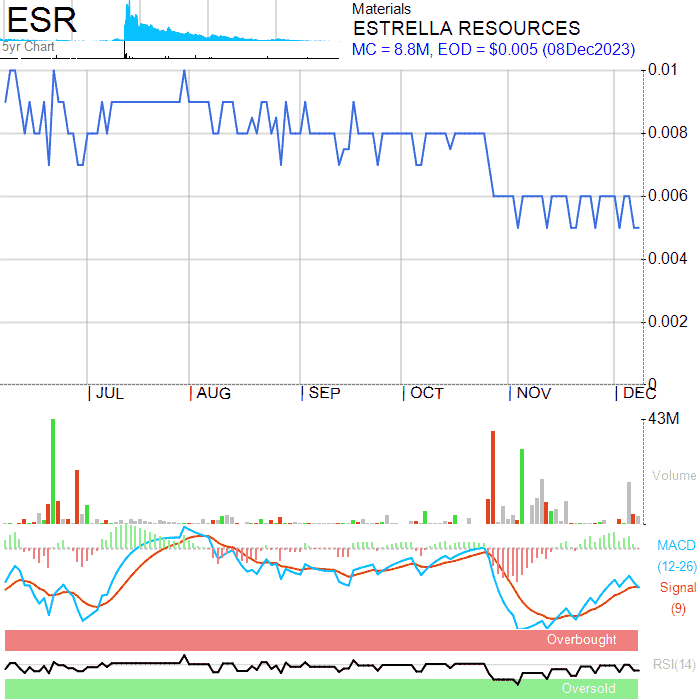 ESR
5yr Chart
Materials
ESTRELLA RESOURCES
MC = 8.8M, EOD = $0.005 (08Dec2023)
0.01
0.008
0.006
0.004
0.002
0
JUL AUG SEP OCT NOV DEC
43M
Volume
MACD
(12-26)
Signal
(9)
Overbought
RSI(14)
Oversold